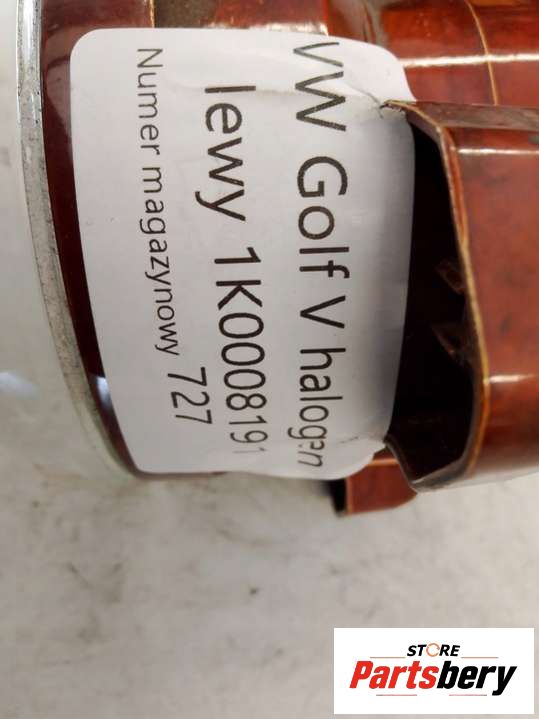 VW Golf V halogen
lewy 1K0008191
Numer magazynowy 727
STORE
Partsbery